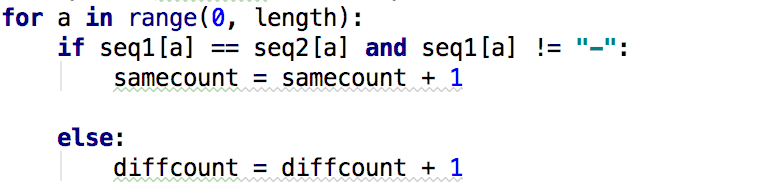 for a in range(0, length):
    if seq1[a] == seq2[a] and seq1[a] != "-":
        samecount = samecount + 1
    else:
        diffcount = diffcount + 1